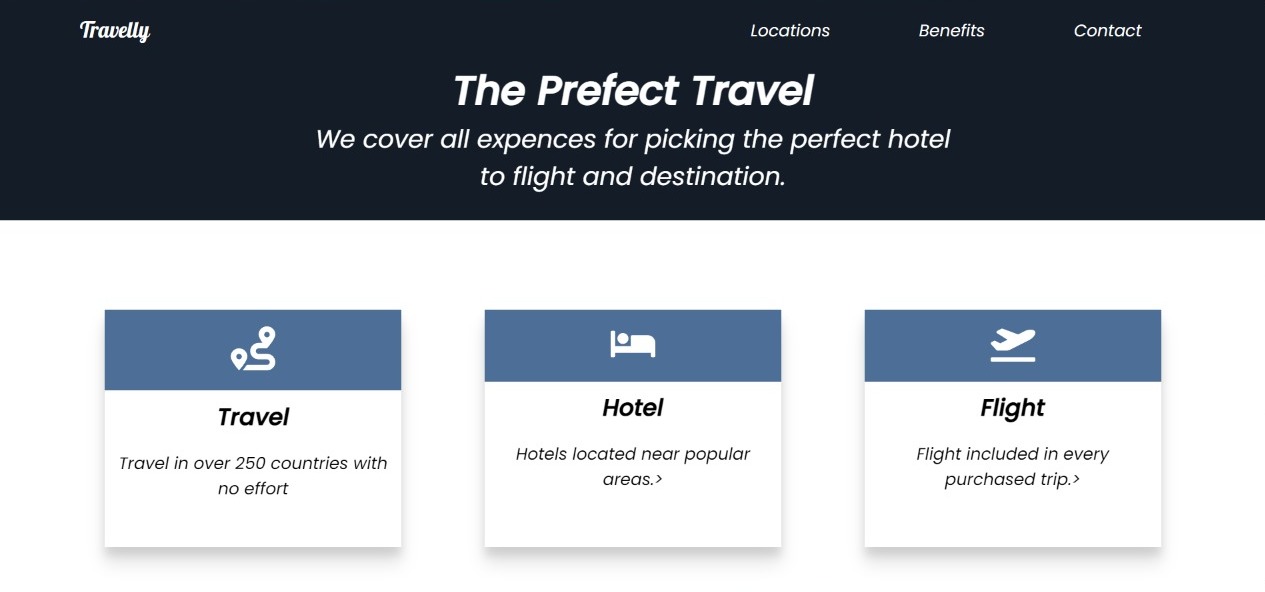 Travelly
Locations Benefits Contact
The Prefect Travel
We cover all expences for picking the perfect hotel
to flight and destination.
Travel
Travel in over 250 countries with
no effort
Hotel
Hotels located near popular
areas.>
Flight
Flight included in every
purchased trip.>